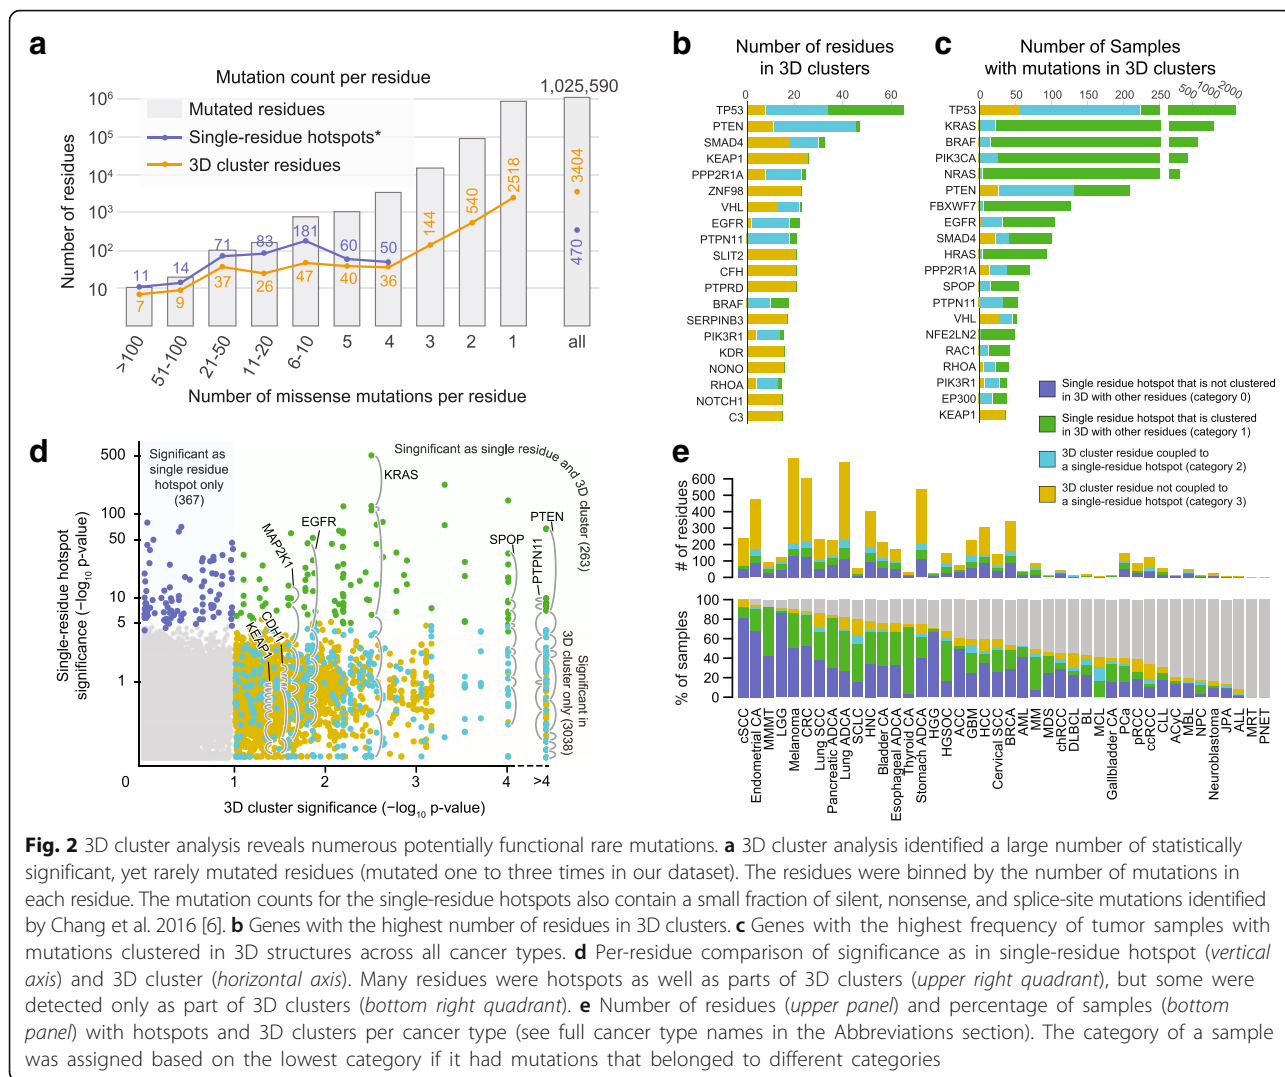 a
Mutation count per residue
1,025,590
Mutated residues
Single-residue hotspots*
3D cluster residues
Number of residues
10^6
10^5
10^4
10^3
10^2
10
11
14
71
83
181
60
50
470
7
9
37
26
47
40
36
144
540
2518
3404
>100
51-100
21-50
11-20
6-10
5
4
3
2
1
all
Number of missense mutations per residue
b
Number of residues
in 3D clusters
0 20 40 60
TP53
PTEN
SMAD4
KEAP1
PPP2R1A
ZNF98
VHL
EGFR
PTPN11
SLIT2
CFH
PTPRD
BRAF
SERPINB3
PIK3R1
KDR
NONO
RHOA
NOTCH1
C3
c
Number of Samples
with mutations in 3D clusters
0 50 100 150 200 250 500 1000 2000
TP53
KRAS
BRAF
PIK3CA
NRAS
PTEN
FBXWF7
EGFR
SMAD4
HRAS
PPP2R1A
SPOP
PTPN11
VHL
NFE2LN2
RAC1
RHOA
PIK3R1
EP300
KEAP1
Single residue hotspot that is not clustered
in 3D with other residues (category 0)
Single residue hotspot that is clustered
in 3D with other residues (category 1)
3D cluster residue coupled to
a single-residue hotspot (category 2)
3D cluster residue not coupled to
a single-residue hotspot (category 3)
d
Significant as
single residue
hotspot only
(367)
Singnificant as single residue and 3D cluster (263)
Significant in
3D cluster only (3038)
KRAS
EGFR
MAP2K1
CDH1
KEAP1
SPOP
PTPN11
PTEN
Single-residue hotspot
significance (−log10 p-value)
500
100
50
10
5
1
0 1 2 3 4 >4
3D cluster significance (−log10 p-value)
e
# of residues
600
500
400
300
200
100
0
% of samples
100
80
60
40
20
0
cSCC
Endometrial CA
MMMT
LGG
Melanoma
CRC
Lung SCC
Pancreatic ADCA
Lung ADCA
SCLC
HNC
Bladder CA
Esophageal ADCA
Thyroid CA
Stomach ADCA
HGG
HGSOC
ACC
GBM
HCC
Cervical SCC
BRCA
AML
MM
MDS
chRCC
DLBCL
BL
MCL
Gallbladder CA
PCa
pRCC
ccRCC
CLL
ACyC
MBL
NPC
Neuroblastoma
JPA
ALL
MRT
PNET
Fig. 2 3D cluster analysis reveals numerous potentially functional rare mutations. a 3D cluster analysis identified a large number of statistically
significant, yet rarely mutated residues (mutated one to three times in our dataset). The residues were binned by the number of mutations in
each residue. The mutation counts for the single-residue hotspots also contain a small fraction of silent, nonsense, and splice-site mutations identified
by Chang et al. 2016 [6]. b Genes with the highest number of residues in 3D clusters. c Genes with the highest frequency of tumor samples with
mutations clustered in 3D structures across all cancer types. d Per-residue comparison of significance as in single-residue hotspot (vertical
axis) and 3D cluster (horizontal axis). Many residues were hotspots as well as parts of 3D clusters (upper right quadrant), but some were
detected only as part of 3D clusters (bottom right quadrant). e Number of residues (upper panel) and percentage of samples (bottom
panel) with hotspots and 3D clusters per cancer type (see full cancer type names in the Abbreviations section). The category of a sample
was assigned based on the lowest category if it had mutations that belonged to different categories